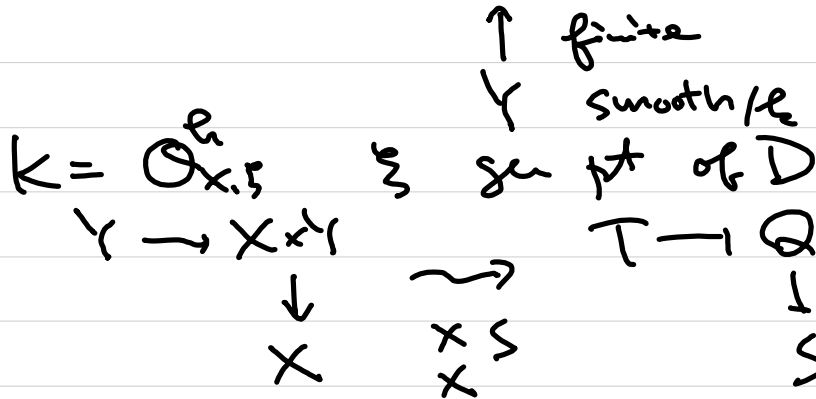 ↑ finite
Y smooth/k
K = O^h_{X,ξ} ξ gen pt of D
Y → X×Y T → Q
↓ ⇝ ↓
X ×S S
×